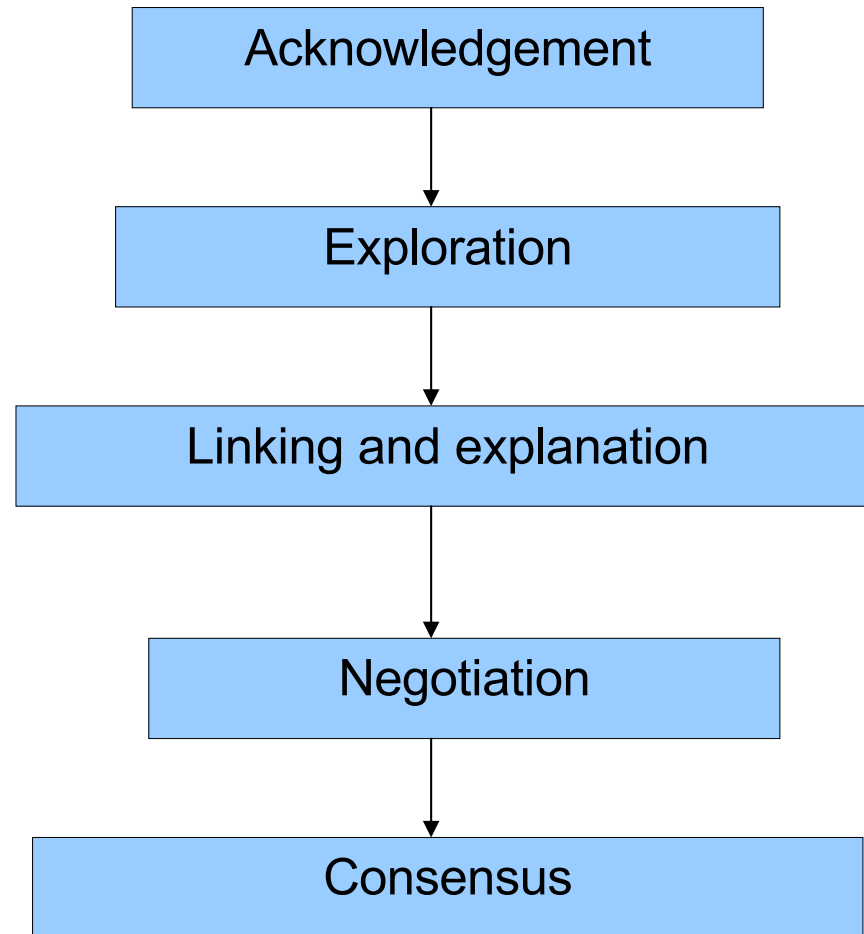 Acknowledgement
Exploration
Linking and explanation
Negotiation
Consensus